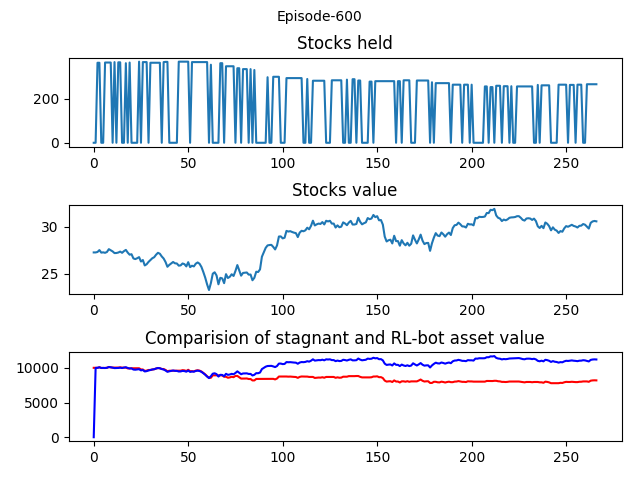 Episode-600
Stocks held
200
0
0 50 100 150 200 250
Stocks value
30
25
0 50 100 150 200 250
Comparision of stagnant and RL-bot asset value
10000
5000
0
0 50 100 150 200 250